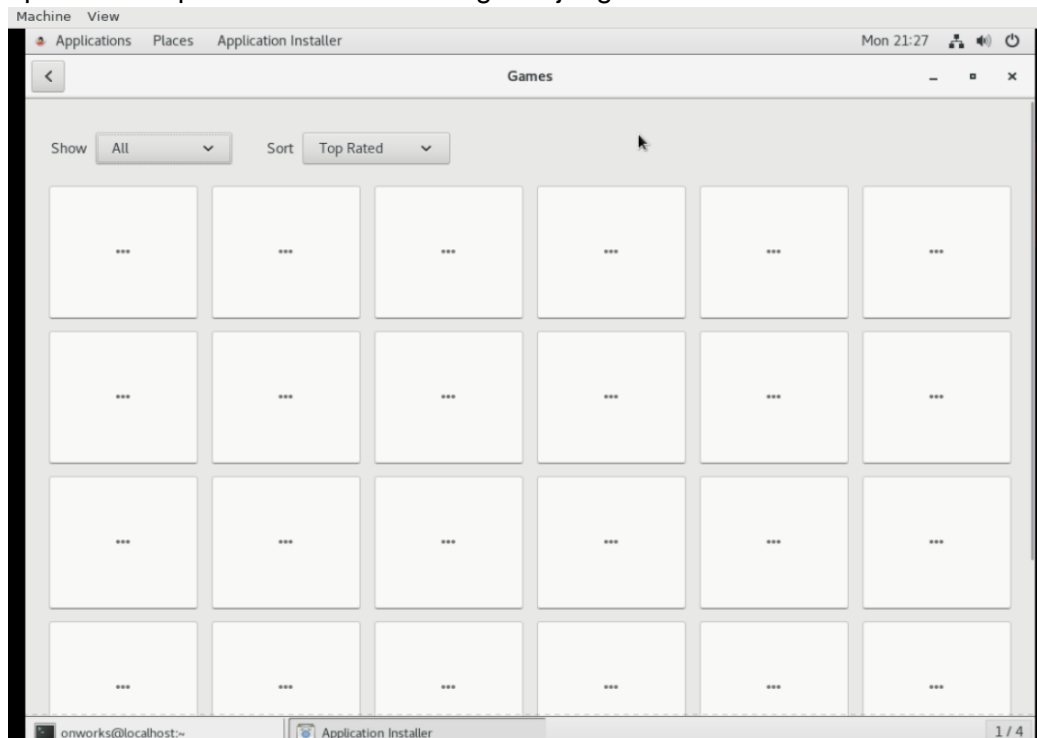 Machine View
Applications Places Application Installer Mon 21:27
Games
Show All Sort Top Rated
... ... ... ... ... ...
... ... ... ... ... ...
... ... ... ... ... ...
... ... ... ... ... ...
onworks@localhost:~ Application Installer 1 / 4